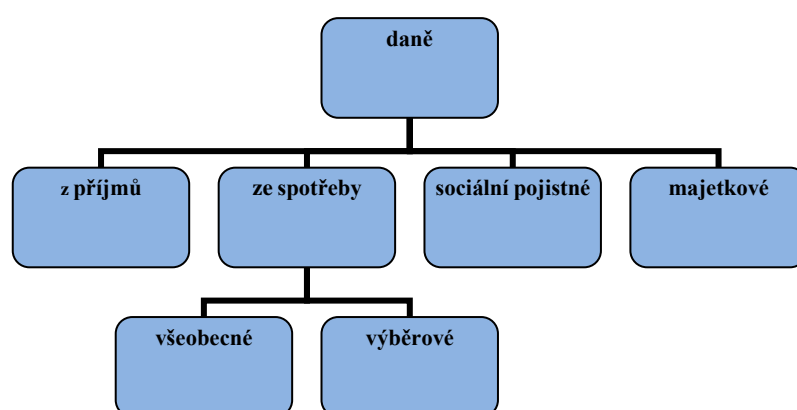 daně
z příjmů
ze spotřeby
sociální pojistné
majetkové
všeobecné
výběrové